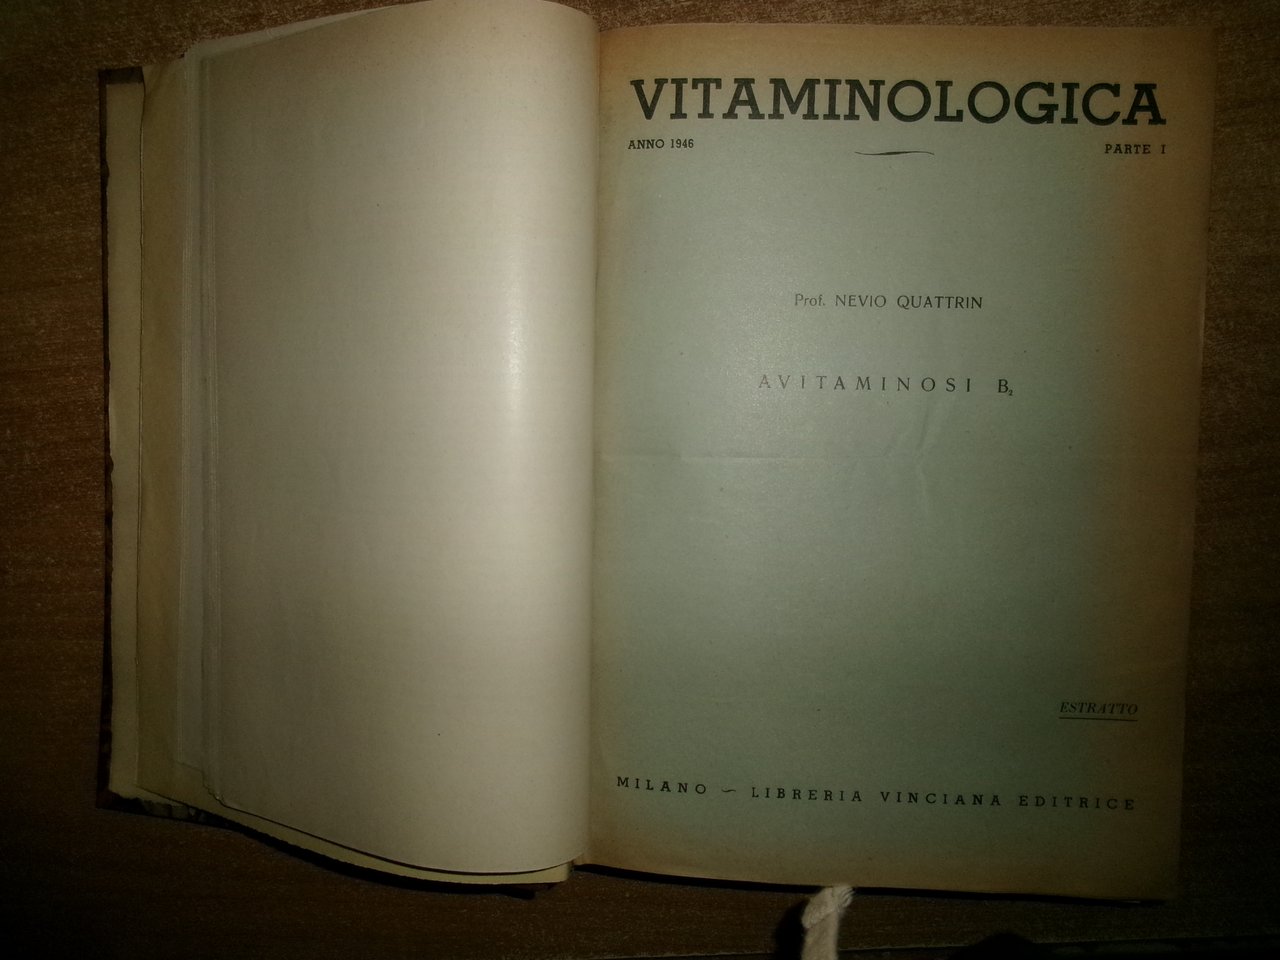 VITAMINOLOGICA
ANNO 1946 PARTE I
Prof. NEVIO QUATTRIN
AVITAMINOSI B₂
ESTRATTO
MILANO — LIBRERIA VINCIANA EDITRICE